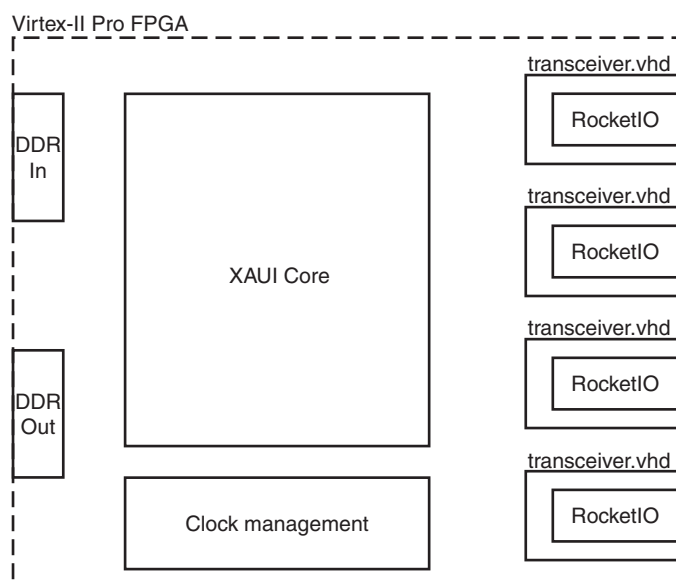 Virtex-II Pro FPGA
transceiver.vhd
RocketIO
DDR
In
transceiver.vhd
RocketIO
XAUI Core
transceiver.vhd
RocketIO
DDR
Out
transceiver.vhd
RocketIO
Clock management